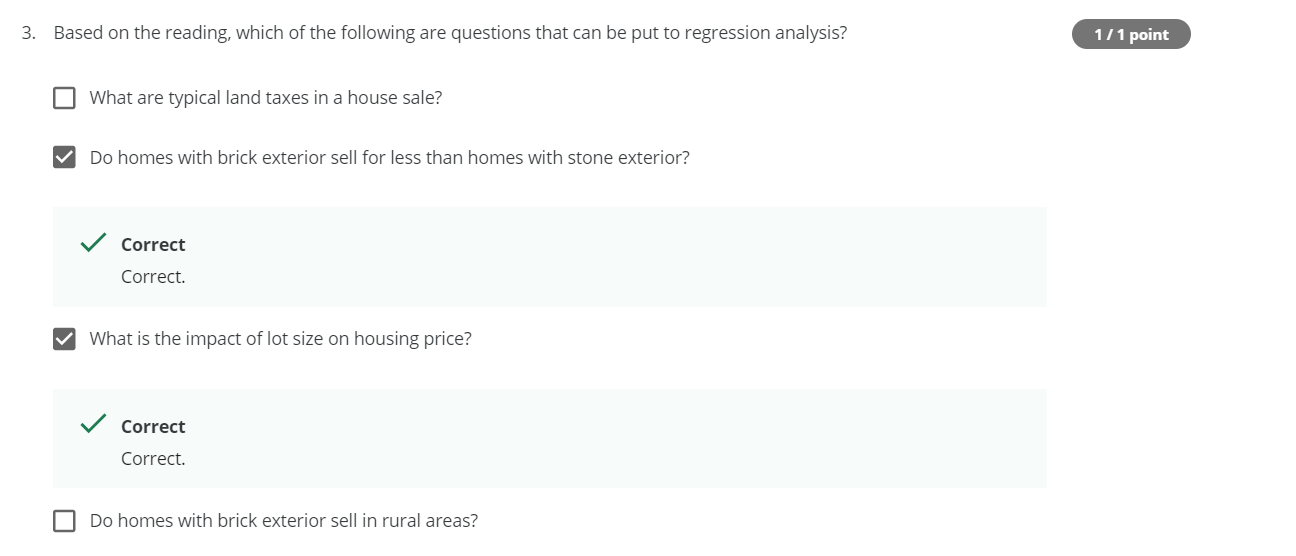 3. Based on the reading, which of the following are questions that can be put to regression analysis?
1 / 1 point
What are typical land taxes in a house sale?
Do homes with brick exterior sell for less than homes with stone exterior?
Correct
Correct.
What is the impact of lot size on housing price?
Correct
Correct.
Do homes with brick exterior sell in rural areas?